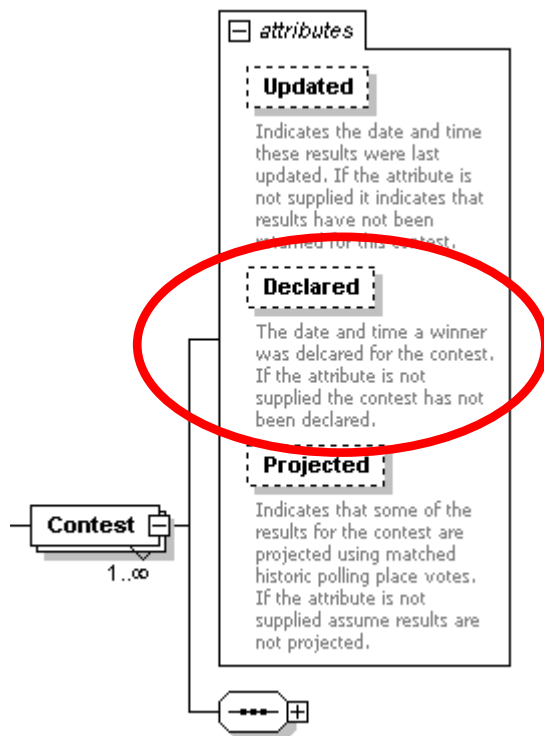 attributes
Updated
Indicates the date and time
these results were last
updated. If the attribute is
not supplied it indicates that
results have not been
returned for this contest.
Declared
The date and time a winner
was delcared for the contest.
If the attribute is not
supplied the contest has not
been declared.
Projected
Indicates that some of the
results for the contest are
projected using matched
historic polling place votes.
If the attribute is not
supplied assume results are
not projected.
Contest
1..∞